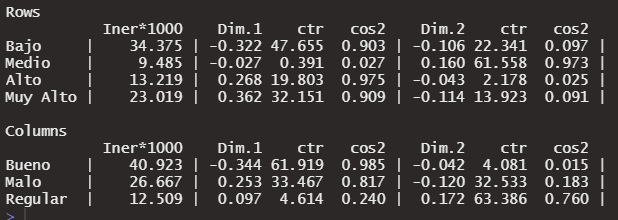 Rows
Iner*1000 Dim.1 ctr cos2 Dim.2 ctr cos2
Bajo | 34.375 | -0.322 47.655 0.903 | -0.106 22.341 0.097 |
Medio | 9.485 | -0.027 0.391 0.027 | 0.160 61.558 0.973 |
Alto | 13.219 | 0.268 19.803 0.975 | -0.043 2.178 0.025 |
Muy Alto | 23.019 | 0.362 32.151 0.909 | -0.114 13.923 0.091 |
Columns
Iner*1000 Dim.1 ctr cos2 Dim.2 ctr cos2
Bueno | 40.923 | -0.344 61.919 0.985 | -0.042 4.081 0.015 |
Malo | 26.667 | 0.253 33.467 0.817 | -0.120 32.533 0.183 |
Regular | 12.509 | 0.097 4.614 0.240 | 0.172 63.386 0.760 |
>